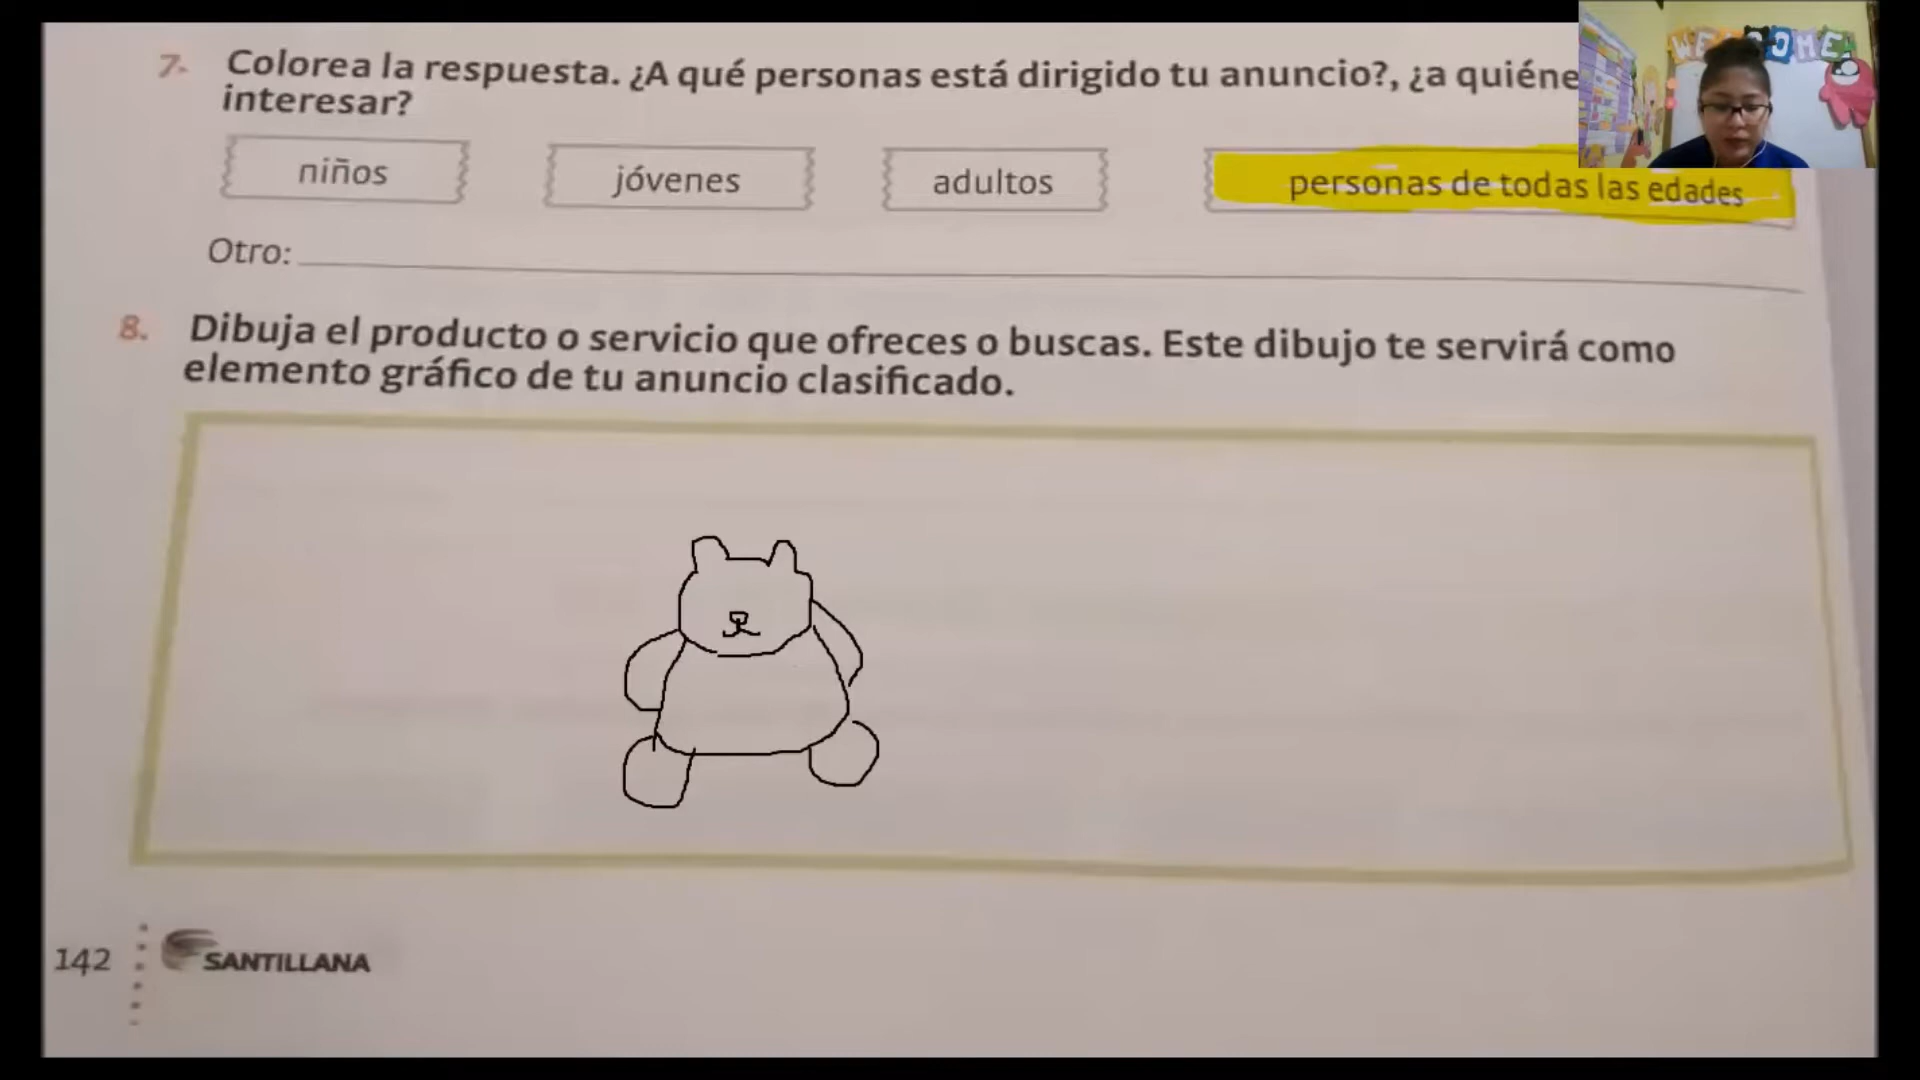 WELCOME
7. Colorea la respuesta. ¿A qué personas está dirigido tu anuncio?, ¿a
interesar?
niños
jóvenes
adultos
personas de todas las edades
Otro:
8. Dibuja el producto o servicio que ofreces o buscas. Este dibujo te servirá como
elemento gráfico de tu anuncio clasificado.
142
SANTILLANA